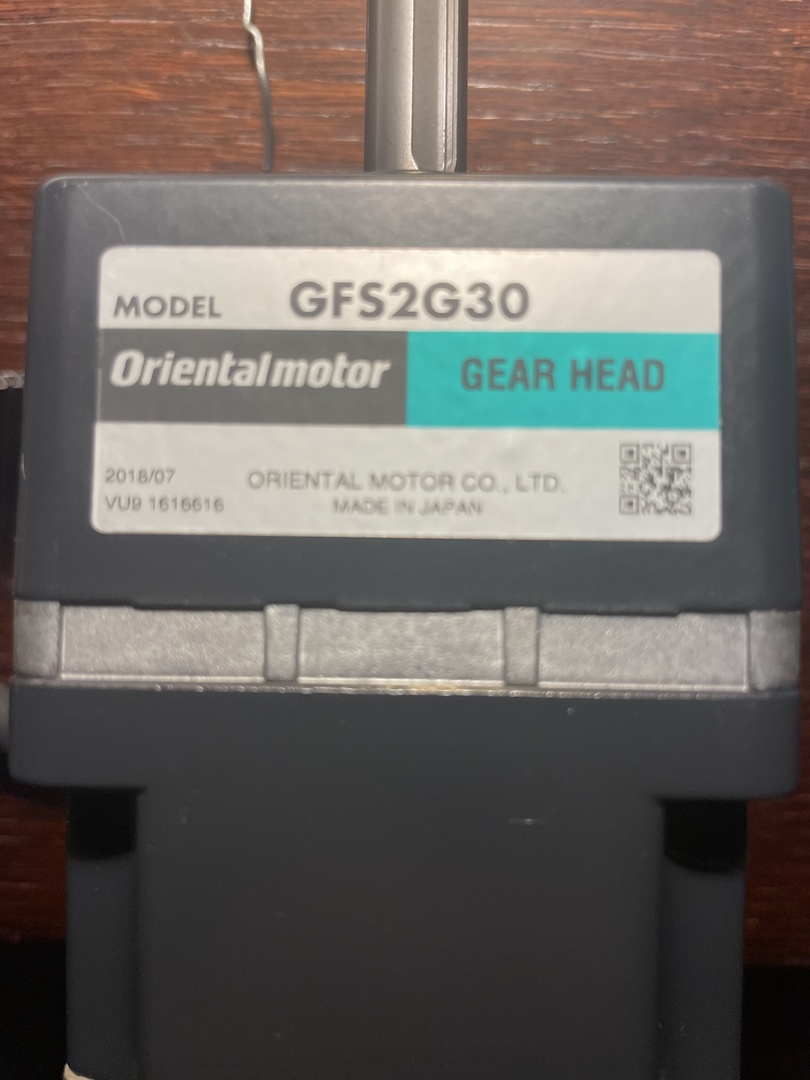 MODEL GFS2G30
Orientalmotor GEAR HEAD
2018/07 ORIENTAL MOTOR CO., LTD.
VU9 1616616 MADE IN JAPAN